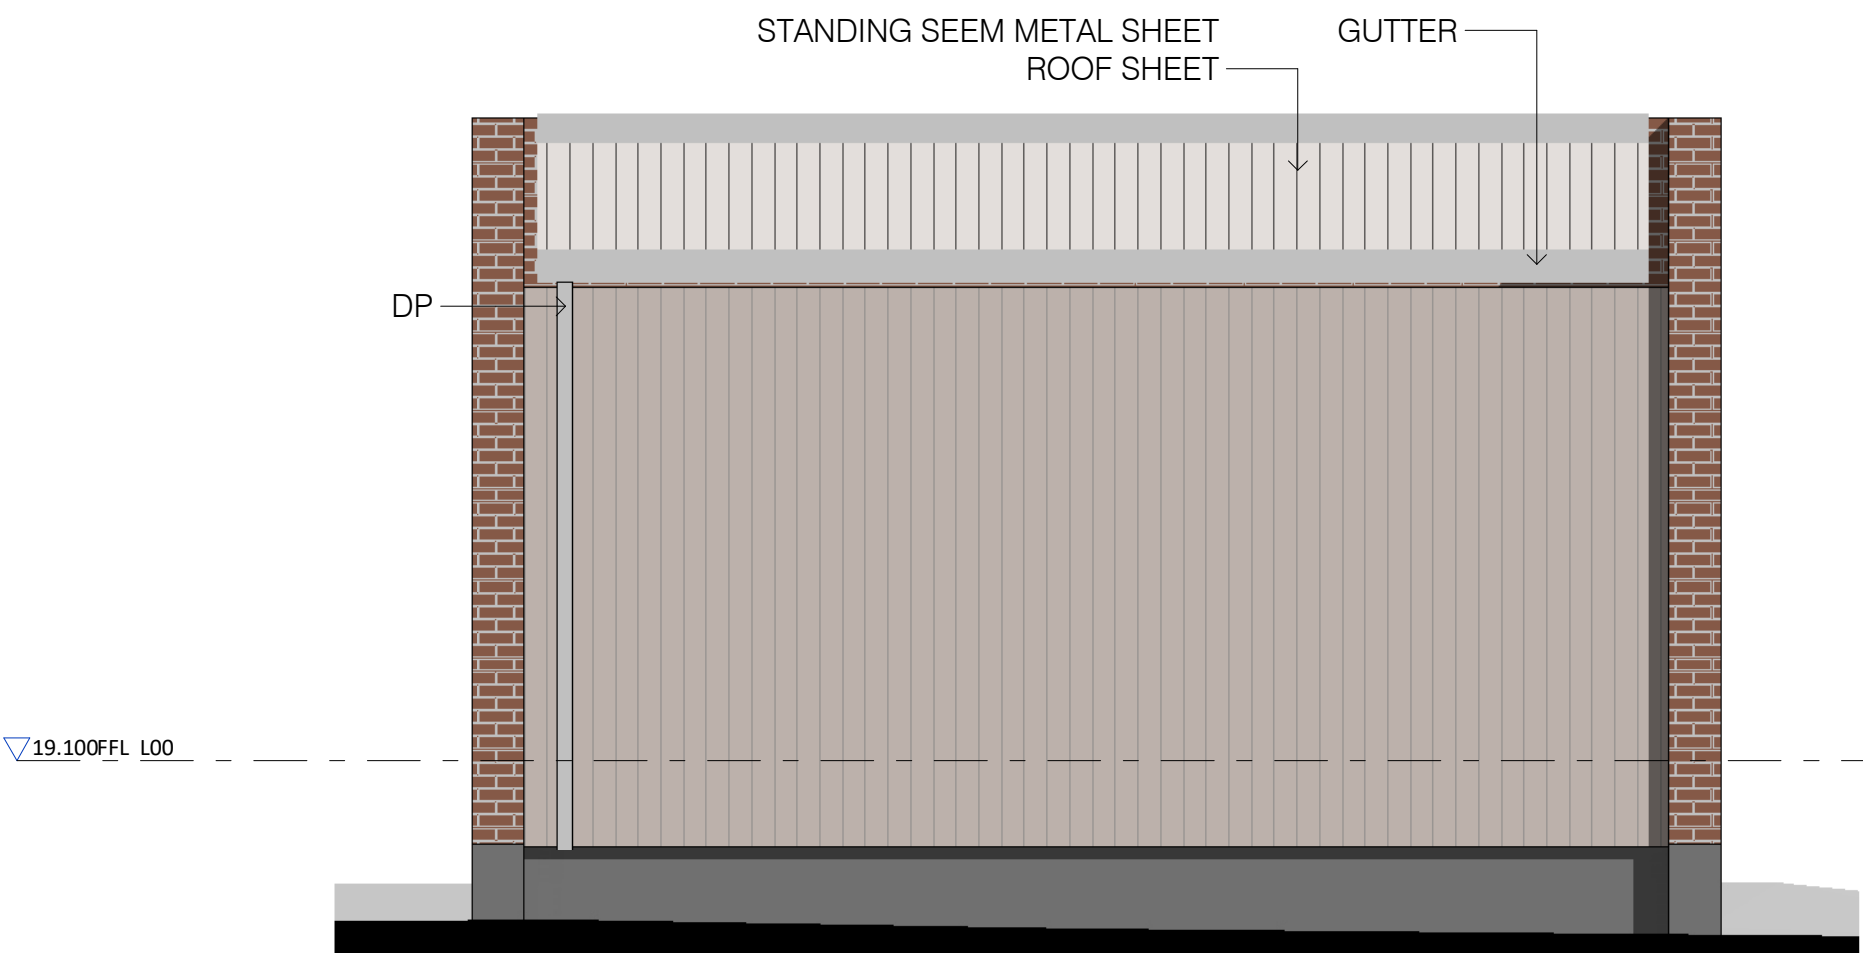 STANDING SEEM METAL SHEET
ROOF SHEET
GUTTER
DP
19.100FFL L00